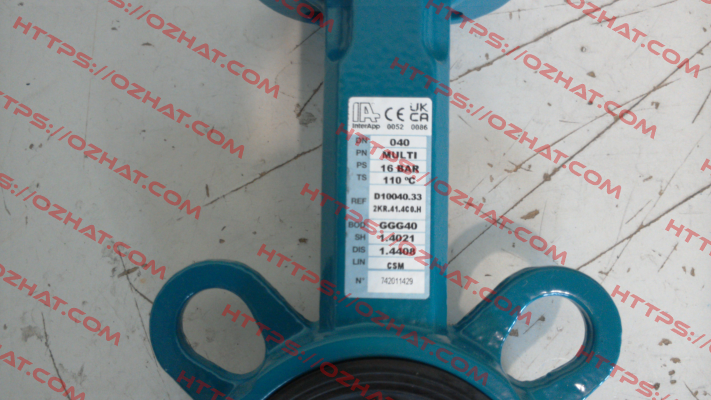 IA
InterApp
CE
0052
UK
CA
0086
DN 040
PN MULTI
PS 16 BAR
TS 110 °C
REF D10040.33
2KR.41.4C0.H
BOD GGG40
SH 1.4021
DIS 1.4408
LIN CSM
N° 742011429
HTTPS://OZHAT.COM